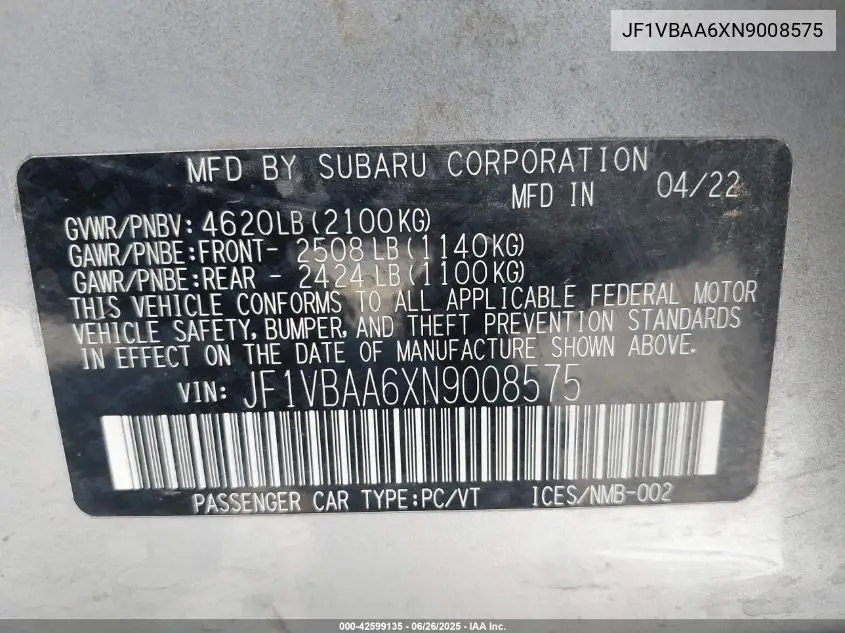 JF1VBAA6XN9008575
MFD BY SUBARU CORPORATION
MFD IN 04/22
GVWR/PNBV: 4620LB(2100KG)
GAWR/PNBE:FRONT- 2508LB(1140KG)
GAWR/PNBE:REAR - 2424LB(1100KG)
THIS VEHICLE CONFORMS TO ALL APPLICABLE FEDERAL MOTOR
VEHICLE SAFETY, BUMPER, AND THEFT PREVENTION STANDARDS
IN EFFECT ON THE DATE OF MANUFACTURE SHOWN ABOVE.
VIN: JF1VBAA6XN9008575
PASSENGER CAR TYPE:PC/VT ICES/NMB-002
000-42599135 - 06/26/2025 - IAA Inc.